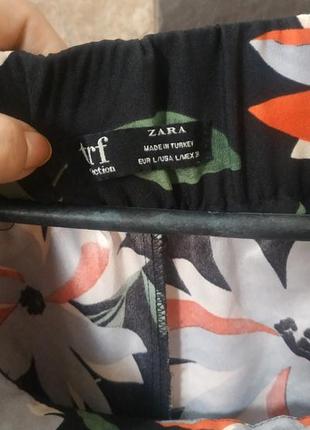 trf
ZARA
MADE IN TURKEY
EUR L/USA L/MEX